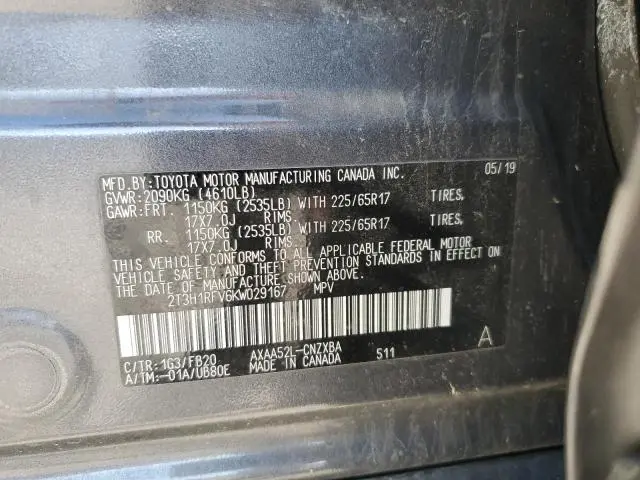 MFD.BY:TOYOTA MOTOR MANUFACTURING CANADA INC. 05/19
GVWR:2090KG (4610LB)
GAWR:FRT. 1150KG (2535LB) WITH 225/65R17 TIRES,
17X7.0J RIMS
RR. 1150KG (2535LB) WITH 225/65R17 TIRES,
17X7.0J RIMS
THIS VEHICLE CONFORMS TO ALL APPLICABLE FEDERAL MOTOR
VEHICLE SAFETY AND THEFT PREVENTION STANDARDS IN EFFECT ON
THE DATE OF MANUFACTURE SHOWN ABOVE.
2T3H1RFV6KW029167 MPV
A
C/TR:1G3/FB20 AXAA52L-CNZXBA
A/TM:-01A/UB80E MADE IN CANADA 511